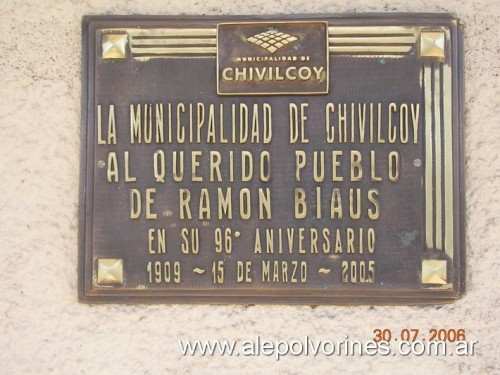 MUNICIPALIDAD DE
CHIVILCOY
LA MUNICIPALIDAD DE CHIVILCOY
AL QUERIDO PUEBLO
DE RAMON BIAUS
EN SU 96° ANIVERSARIO
1909 ~ 15 DE MARZO ~ 2005
30.07.2006
www.alepolvorines.com.ar